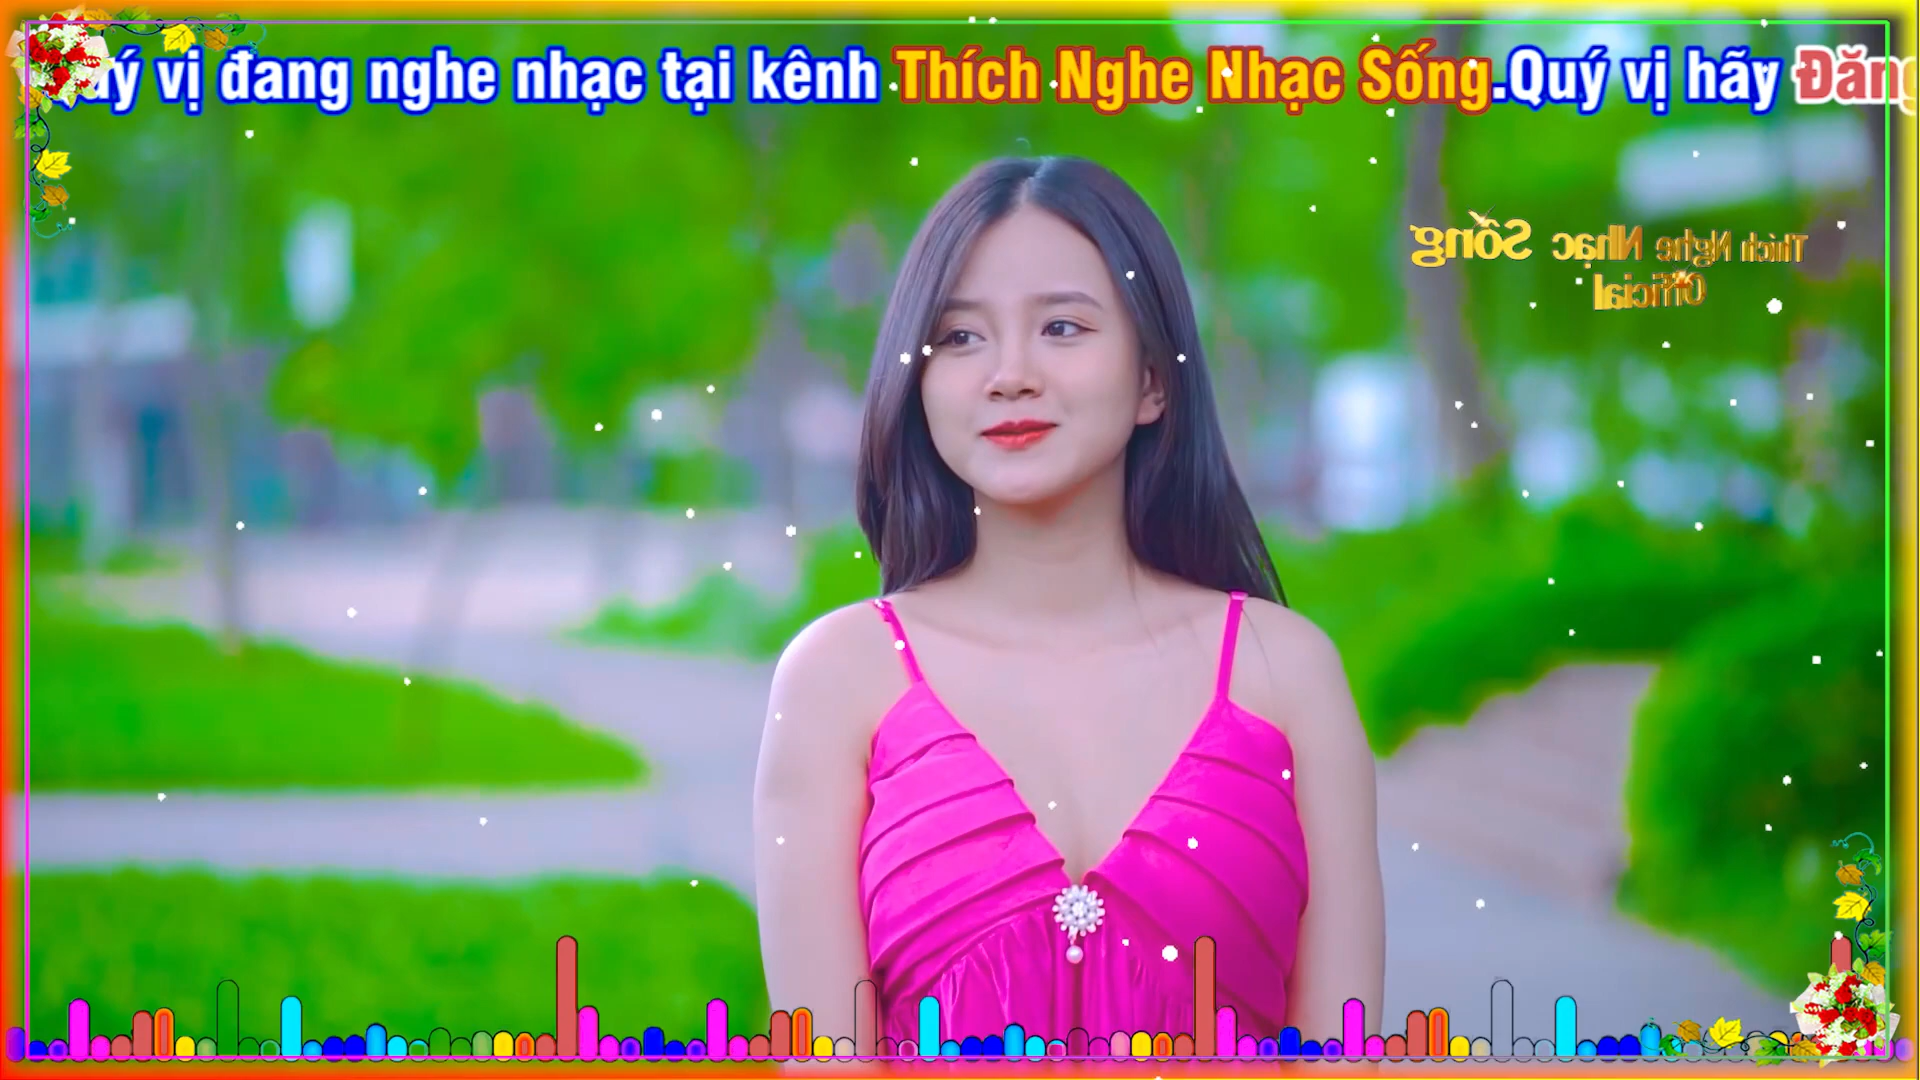 vị đang nghe nhạc tại kênh Thích Nghe Nhạc Sống.Quý vị hãy
Thích Nghe Nhạc Sống
Official